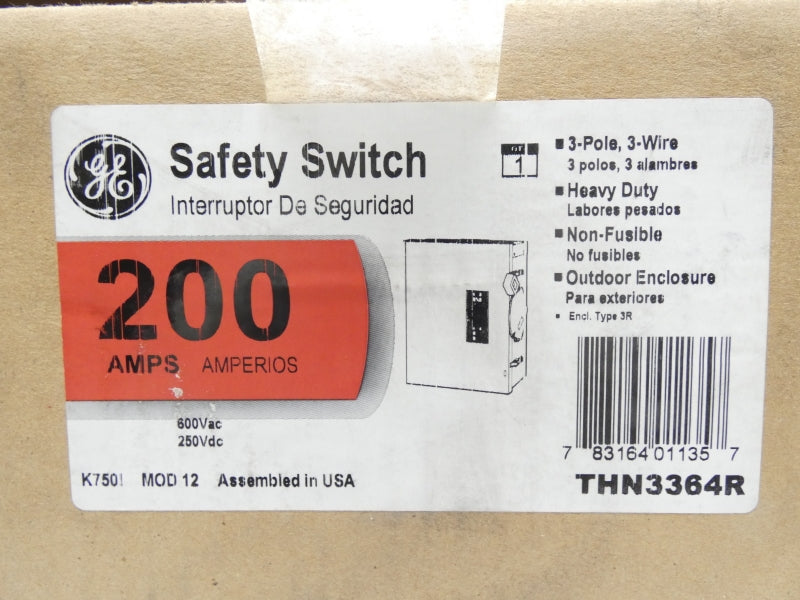 GE
Safety Switch
Interruptor De Seguridad
200
AMPS AMPERIOS
600Vac
250Vdc
MOD 12 Assembled in USA
1
3-Pole, 3-Wire
3 polos, 3 alambres
Heavy Duty
Labores pesados
Non-Fusible
No fusibles
Outdoor Enclosure
Para exteriores
Encl. Type 3R
7 83164 01135 7
THN3364R